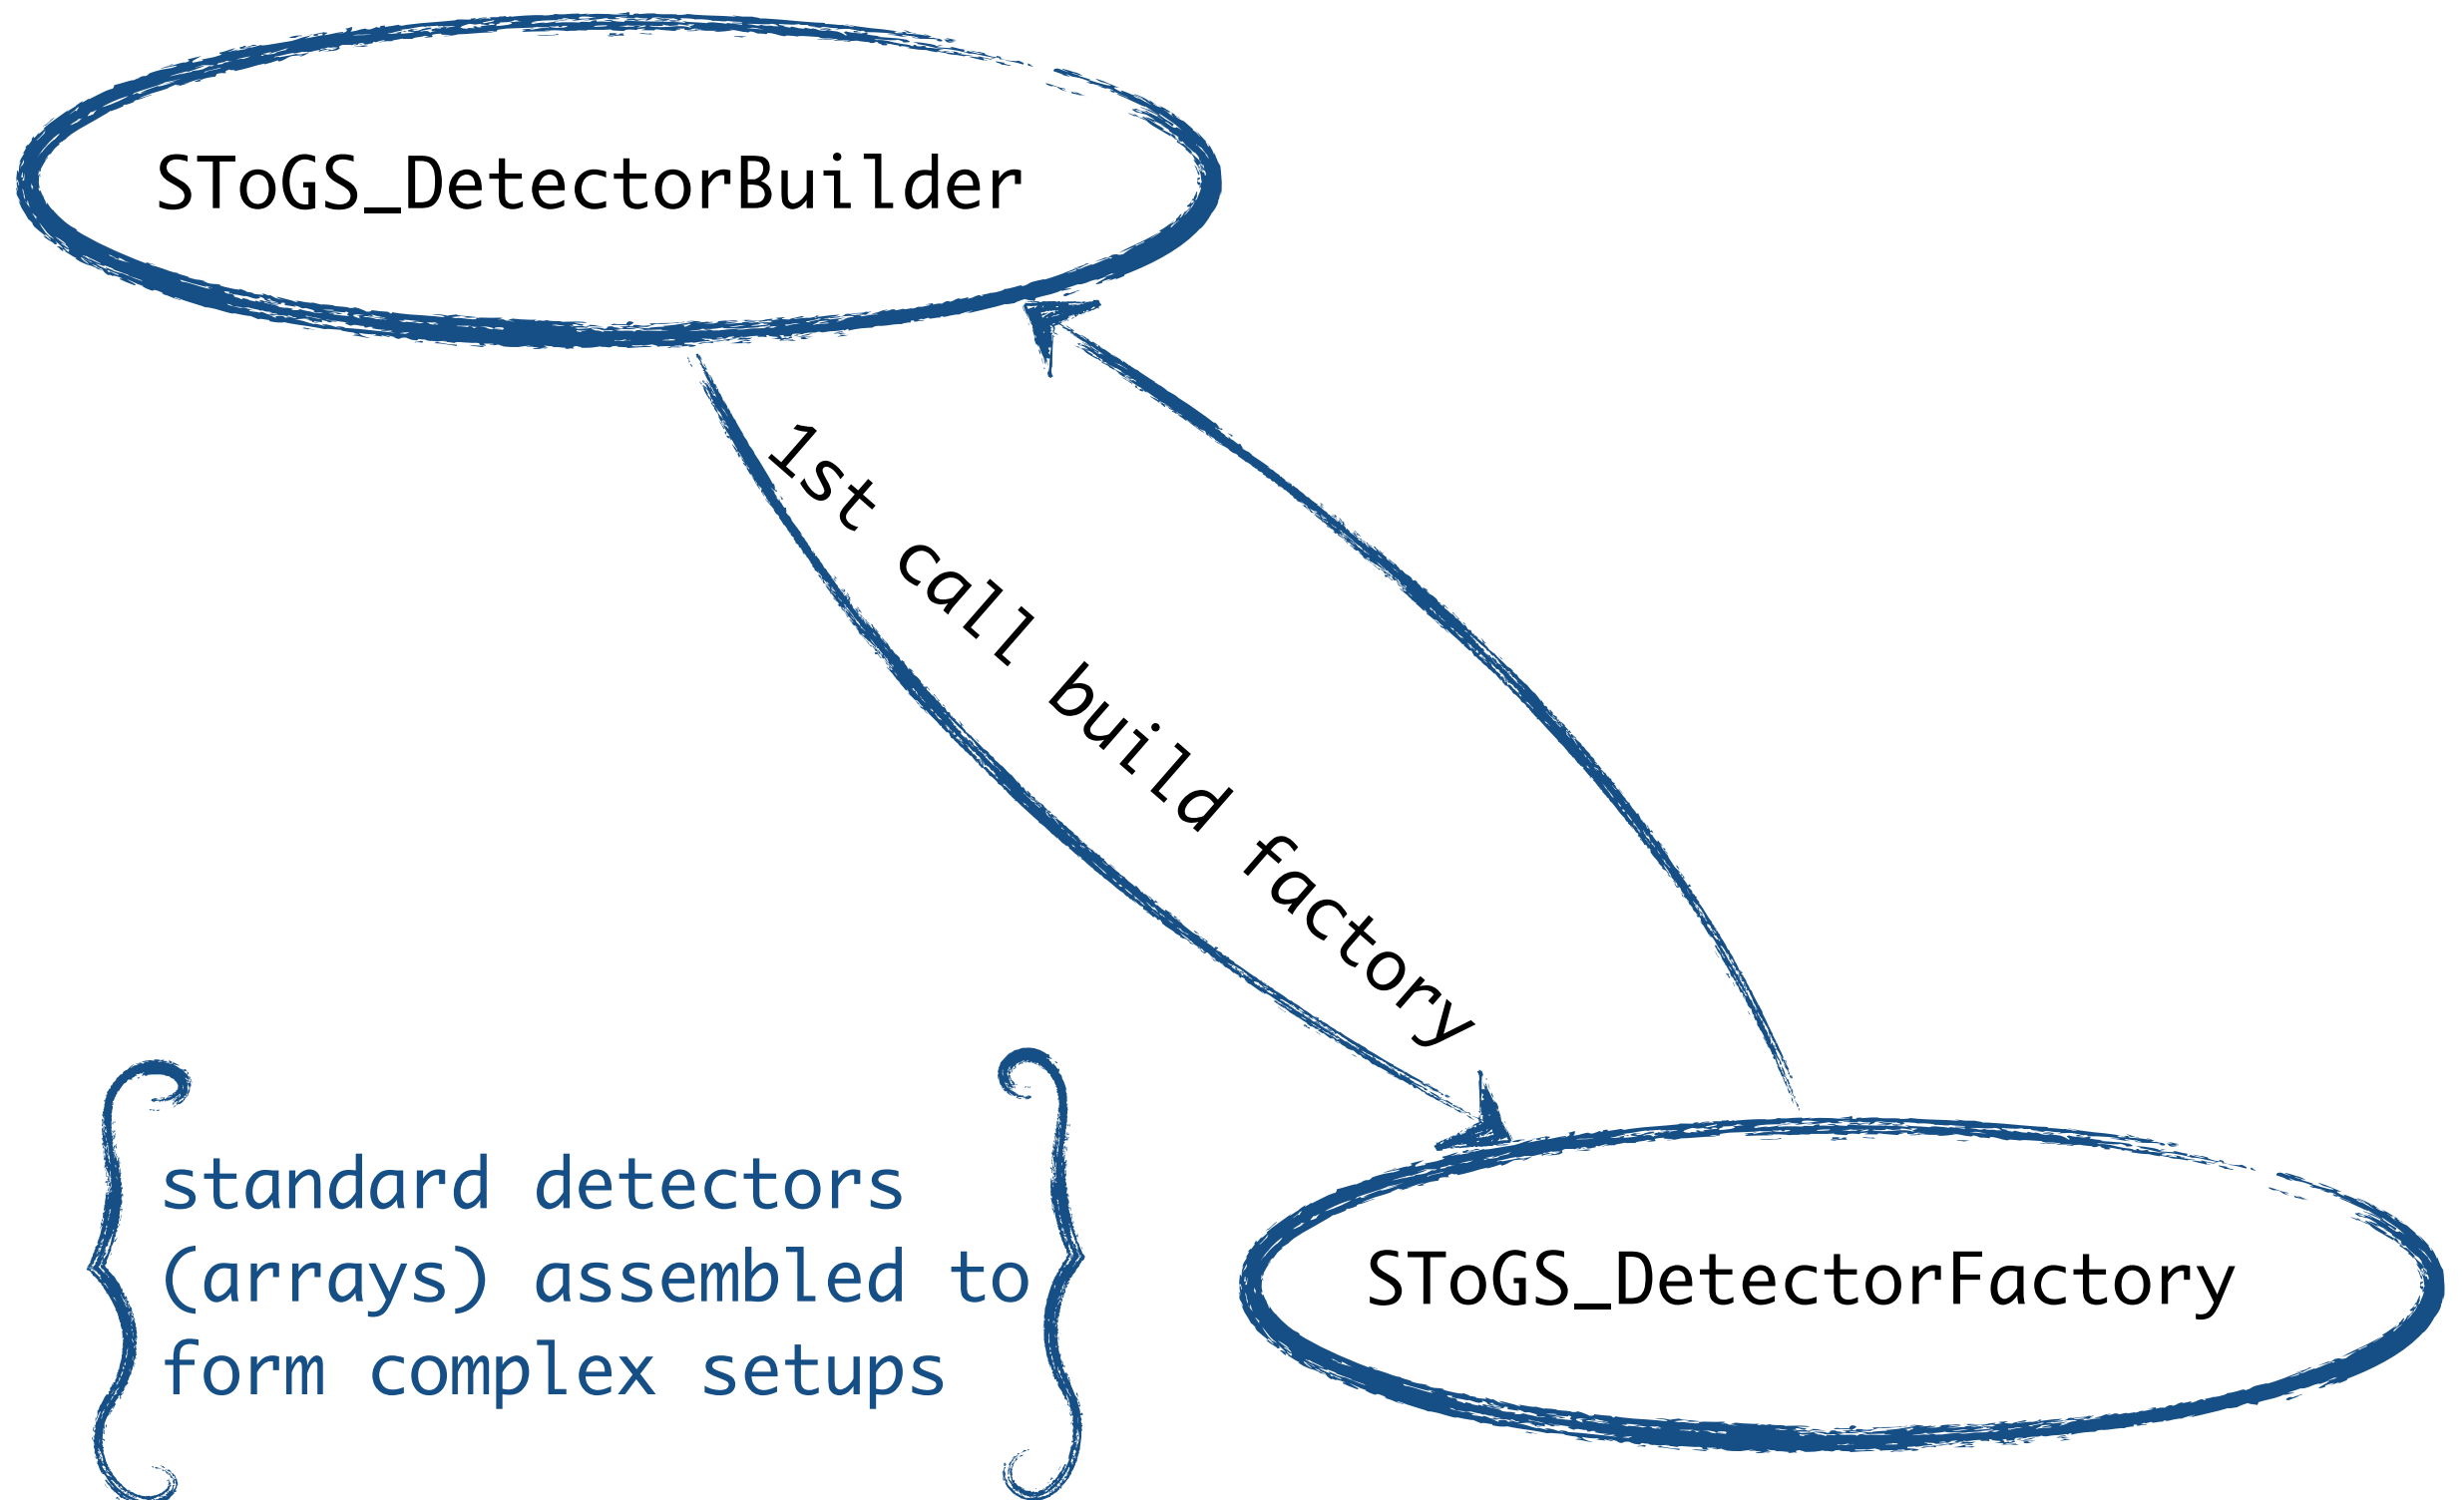 SToGS_DetectorBuilder
1st call build factory
standard detectors
(arrays) assembled to
form complex setups
SToGS_DetectorFactory